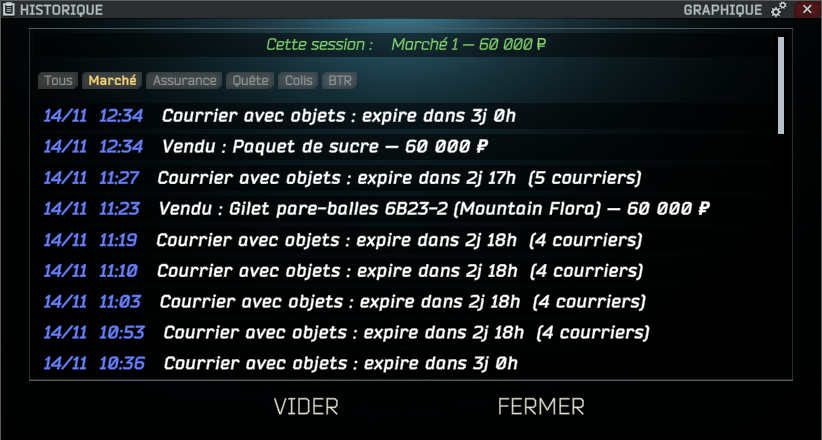 HISTORIQUE GRAPHIQUE
Cette session : Marché 1 — 60 000 ₽
Tous Marché Assurance Quête Colis BTR
14/11 12:34 Courrier avec objets : expire dans 3j 0h
14/11 12:34 Vendu : Paquet de sucre — 60 000 ₽
14/11 11:27 Courrier avec objets : expire dans 2j 17h (5 courriers)
14/11 11:23 Vendu : Gilet pare-balles 6B23-2 (Mountain Flora) — 60 000 ₽
14/11 11:19 Courrier avec objets : expire dans 2j 18h (4 courriers)
14/11 11:10 Courrier avec objets : expire dans 2j 18h (4 courriers)
14/11 11:03 Courrier avec objets : expire dans 2j 18h (4 courriers)
14/11 10:53 Courrier avec objets : expire dans 2j 18h (4 courriers)
14/11 10:36 Courrier avec objets : expire dans 3j 0h
VIDER FERMER